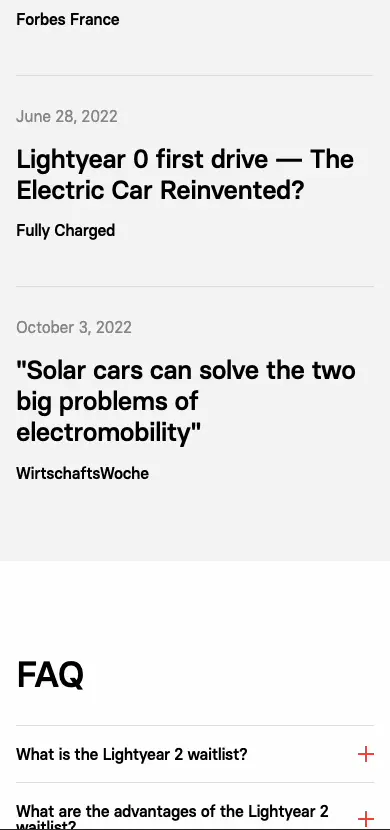 Forbes France
June 28, 2022
Lightyear 0 first drive — The
Electric Car Reinvented?
Fully Charged
October 3, 2022
"Solar cars can solve the two
big problems of
electromobility"
WirtschaftsWoche
FAQ
What is the Lightyear 2 waitlist?
What are the advantages of the Lightyear 2
waitlist?